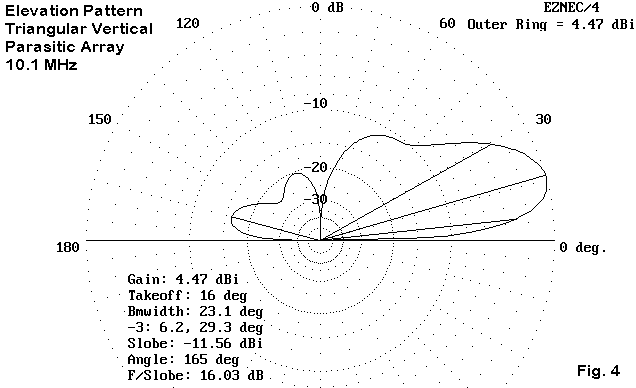 Elevation Pattern
Triangular Vertical
Parasitic Array
10.1 MHz
0 dB
EZNEC/4
Outer Ring = 4.47 dBi
120
60
-10
150
30
-20
-30
180
0 deg.
Gain: 4.47 dBi
Takeoff: 16 deg
Bmwidth: 23.1 deg
-3: 6.2, 29.3 deg
Slobe: -11.56 dBi
Angle: 165 deg
F/Slobe: 16.03 dB
Fig. 4